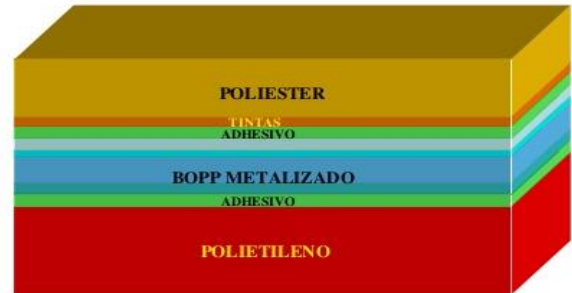 POLIESTER
TINTAS
ADHESIVO
BOPP METALIZADO
ADHESIVO
POLIETILENO